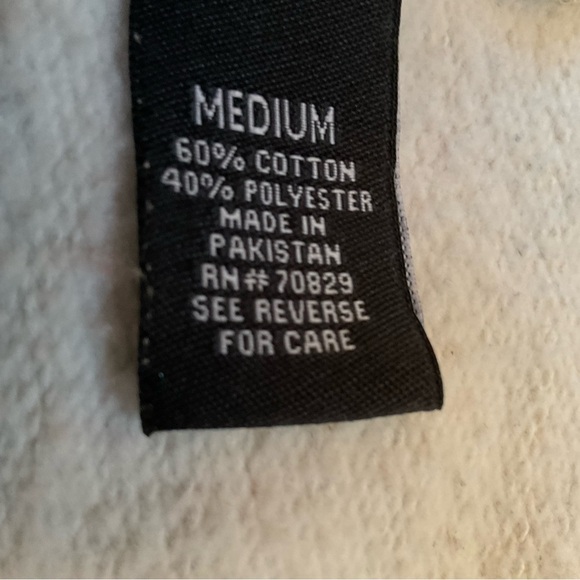 MEDIUM
60% COTTON
40% POLYESTER
MADE IN
PAKISTAN
RN# 70829
SEE REVERSE
FOR CARE